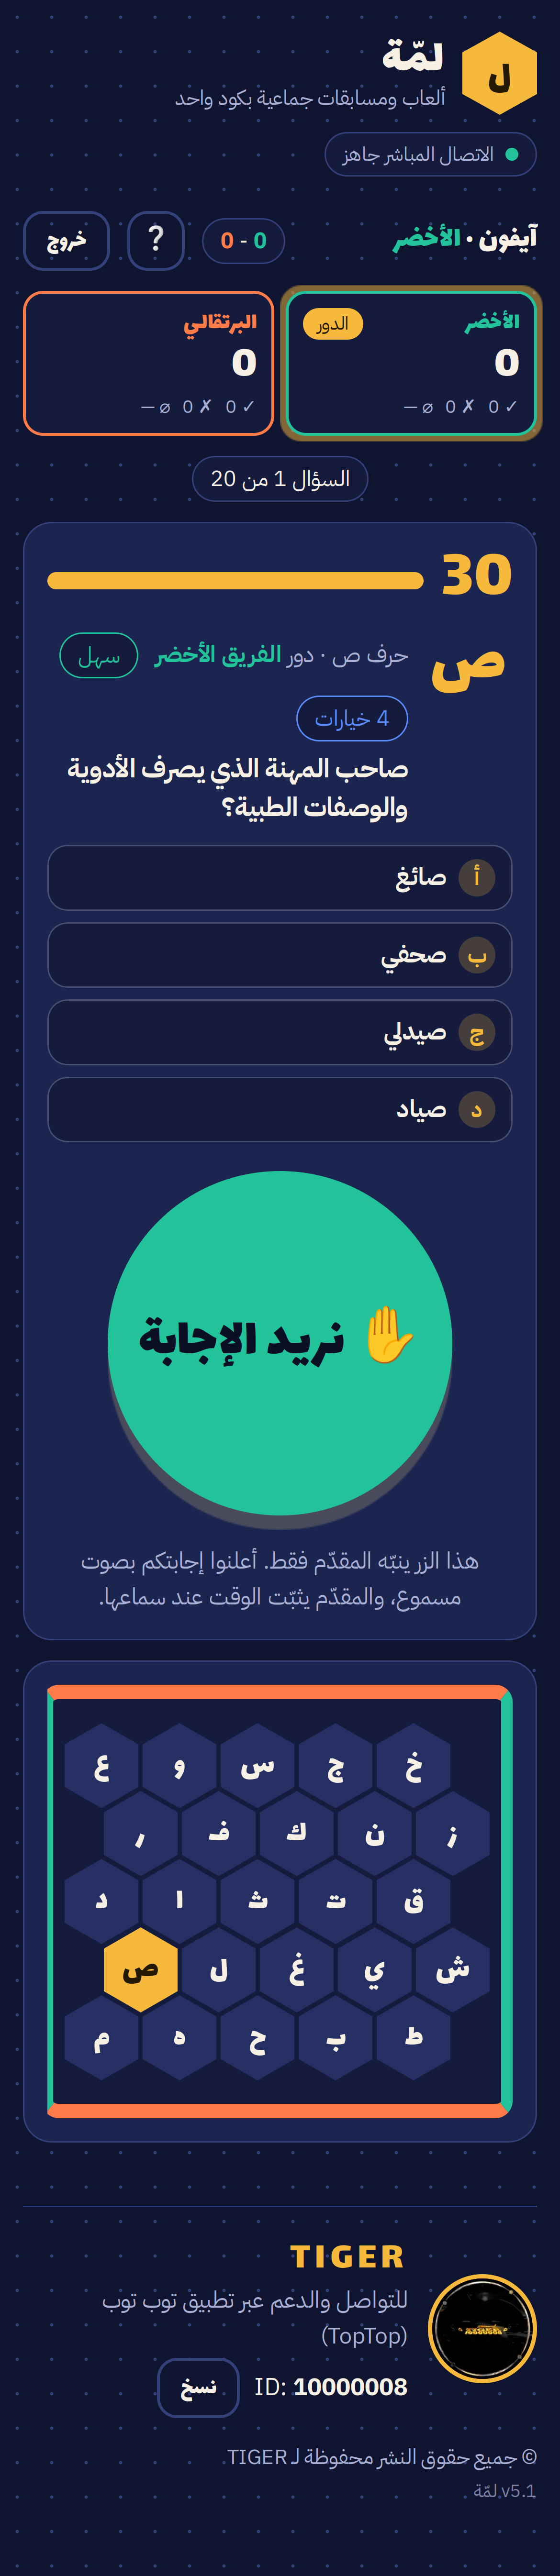 ل
لمّة
ألعاب ومسابقات جماعية بكود واحد
الاتصال المباشر جاهز
آيفون · الأخضر
0 - 0
?
خروج
الأخضر
الدور
0
✓ 0 ✗ 0 ⌀ —
البرتقالي
0
✓ 0 ✗ 0 ⌀ —
السؤال 1 من 20
30
ص
حرف ص · دور الفريق الأخضر
سهل
4 خيارات
صاحب المهنة الذي يصرف الأدوية
والوصفات الطبية؟
أ صائغ
ب صحفي
ج صيدلي
د صياد
✋ نريد الإجابة
هذا الزر ينبّه المقدّم فقط. أعلنوا إجابتكم بصوت
مسموع، والمقدّم يثبّت الوقت عند سماعها.
خ ج س و ع
ز ن ك ف ر
ق ت ث ا د
ش ي غ ل ص
ط ب ح ه م
TIGER
للتواصل والدعم عبر تطبيق توب توب
(TopTop)
ID: 10000008
نسخ
© جميع حقوق النشر محفوظة لـ TIGER
لمّة v5.1